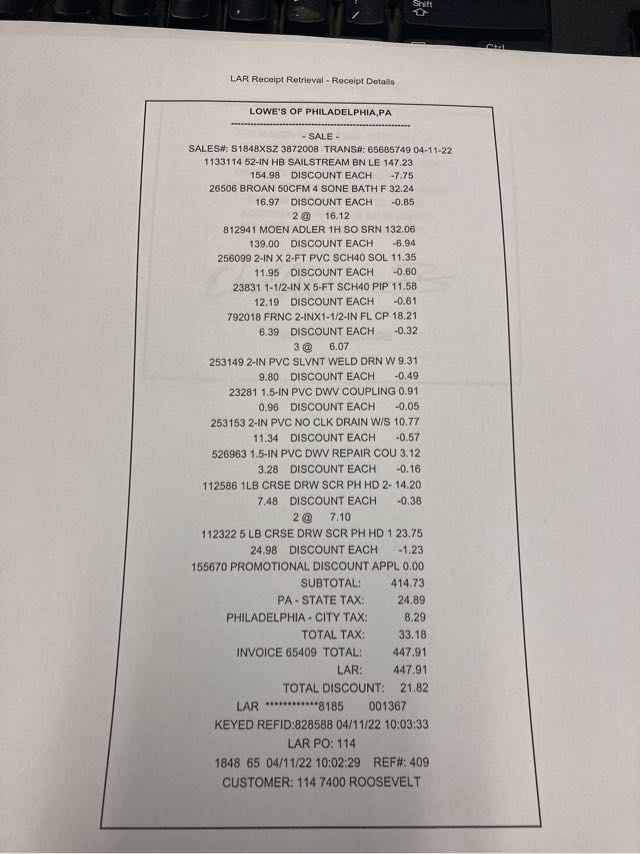 Shift
Ctrl
LAR Receipt Retrieval - Receipt Details
LOWE'S OF PHILADELPHIA,PA
- SALE -
SALES#: S1848XSZ 3872008 TRANS#: 65685749 04-11-22
1133114 52-IN HB SAILSTREAM BN LE 147.23
154.98 DISCOUNT EACH -7.75
26506 BROAN 50CFM 4 SONE BATH F 32.24
16.97 DISCOUNT EACH -0.85
2 @ 16.12
812941 MOEN ADLER 1H SO SRN 132.06
139.00 DISCOUNT EACH -6.94
256099 2-IN X 2-FT PVC SCH40 SOL 11.35
11.95 DISCOUNT EACH -0.60
23831 1-1/2-IN X 5-FT SCH40 PIP 11.58
12.19 DISCOUNT EACH -0.61
792018 FRNC 2-INX1-1/2-IN FL CP 18.21
6.39 DISCOUNT EACH -0.32
3 @ 6.07
253149 2-IN PVC SLVNT WELD DRN W 9.31
9.80 DISCOUNT EACH -0.49
23281 1.5-IN PVC DWV COUPLING 0.91
0.96 DISCOUNT EACH -0.05
253153 2-IN PVC NO CLK DRAIN W/S 10.77
11.34 DISCOUNT EACH -0.57
526963 1.5-IN PVC DWV REPAIR COU 3.12
3.28 DISCOUNT EACH -0.16
112586 1LB CRSE DRW SCR PH HD 2- 14.20
7.48 DISCOUNT EACH -0.38
2 @ 7.10
112322 5 LB CRSE DRW SCR PH HD 1 23.75
24.98 DISCOUNT EACH -1.23
155670 PROMOTIONAL DISCOUNT APPL 0.00
SUBTOTAL: 414.73
PA - STATE TAX: 24.89
PHILADELPHIA - CITY TAX: 8.29
TOTAL TAX: 33.18
INVOICE 65409 TOTAL: 447.91
LAR: 447.91
TOTAL DISCOUNT: 21.82
LAR ************8185 001367
KEYED REFID:828588 04/11/22 10:03:33
LAR PO: 114
1848 65 04/11/22 10:02:29 REF#: 409
CUSTOMER: 114 7400 ROOSEVELT